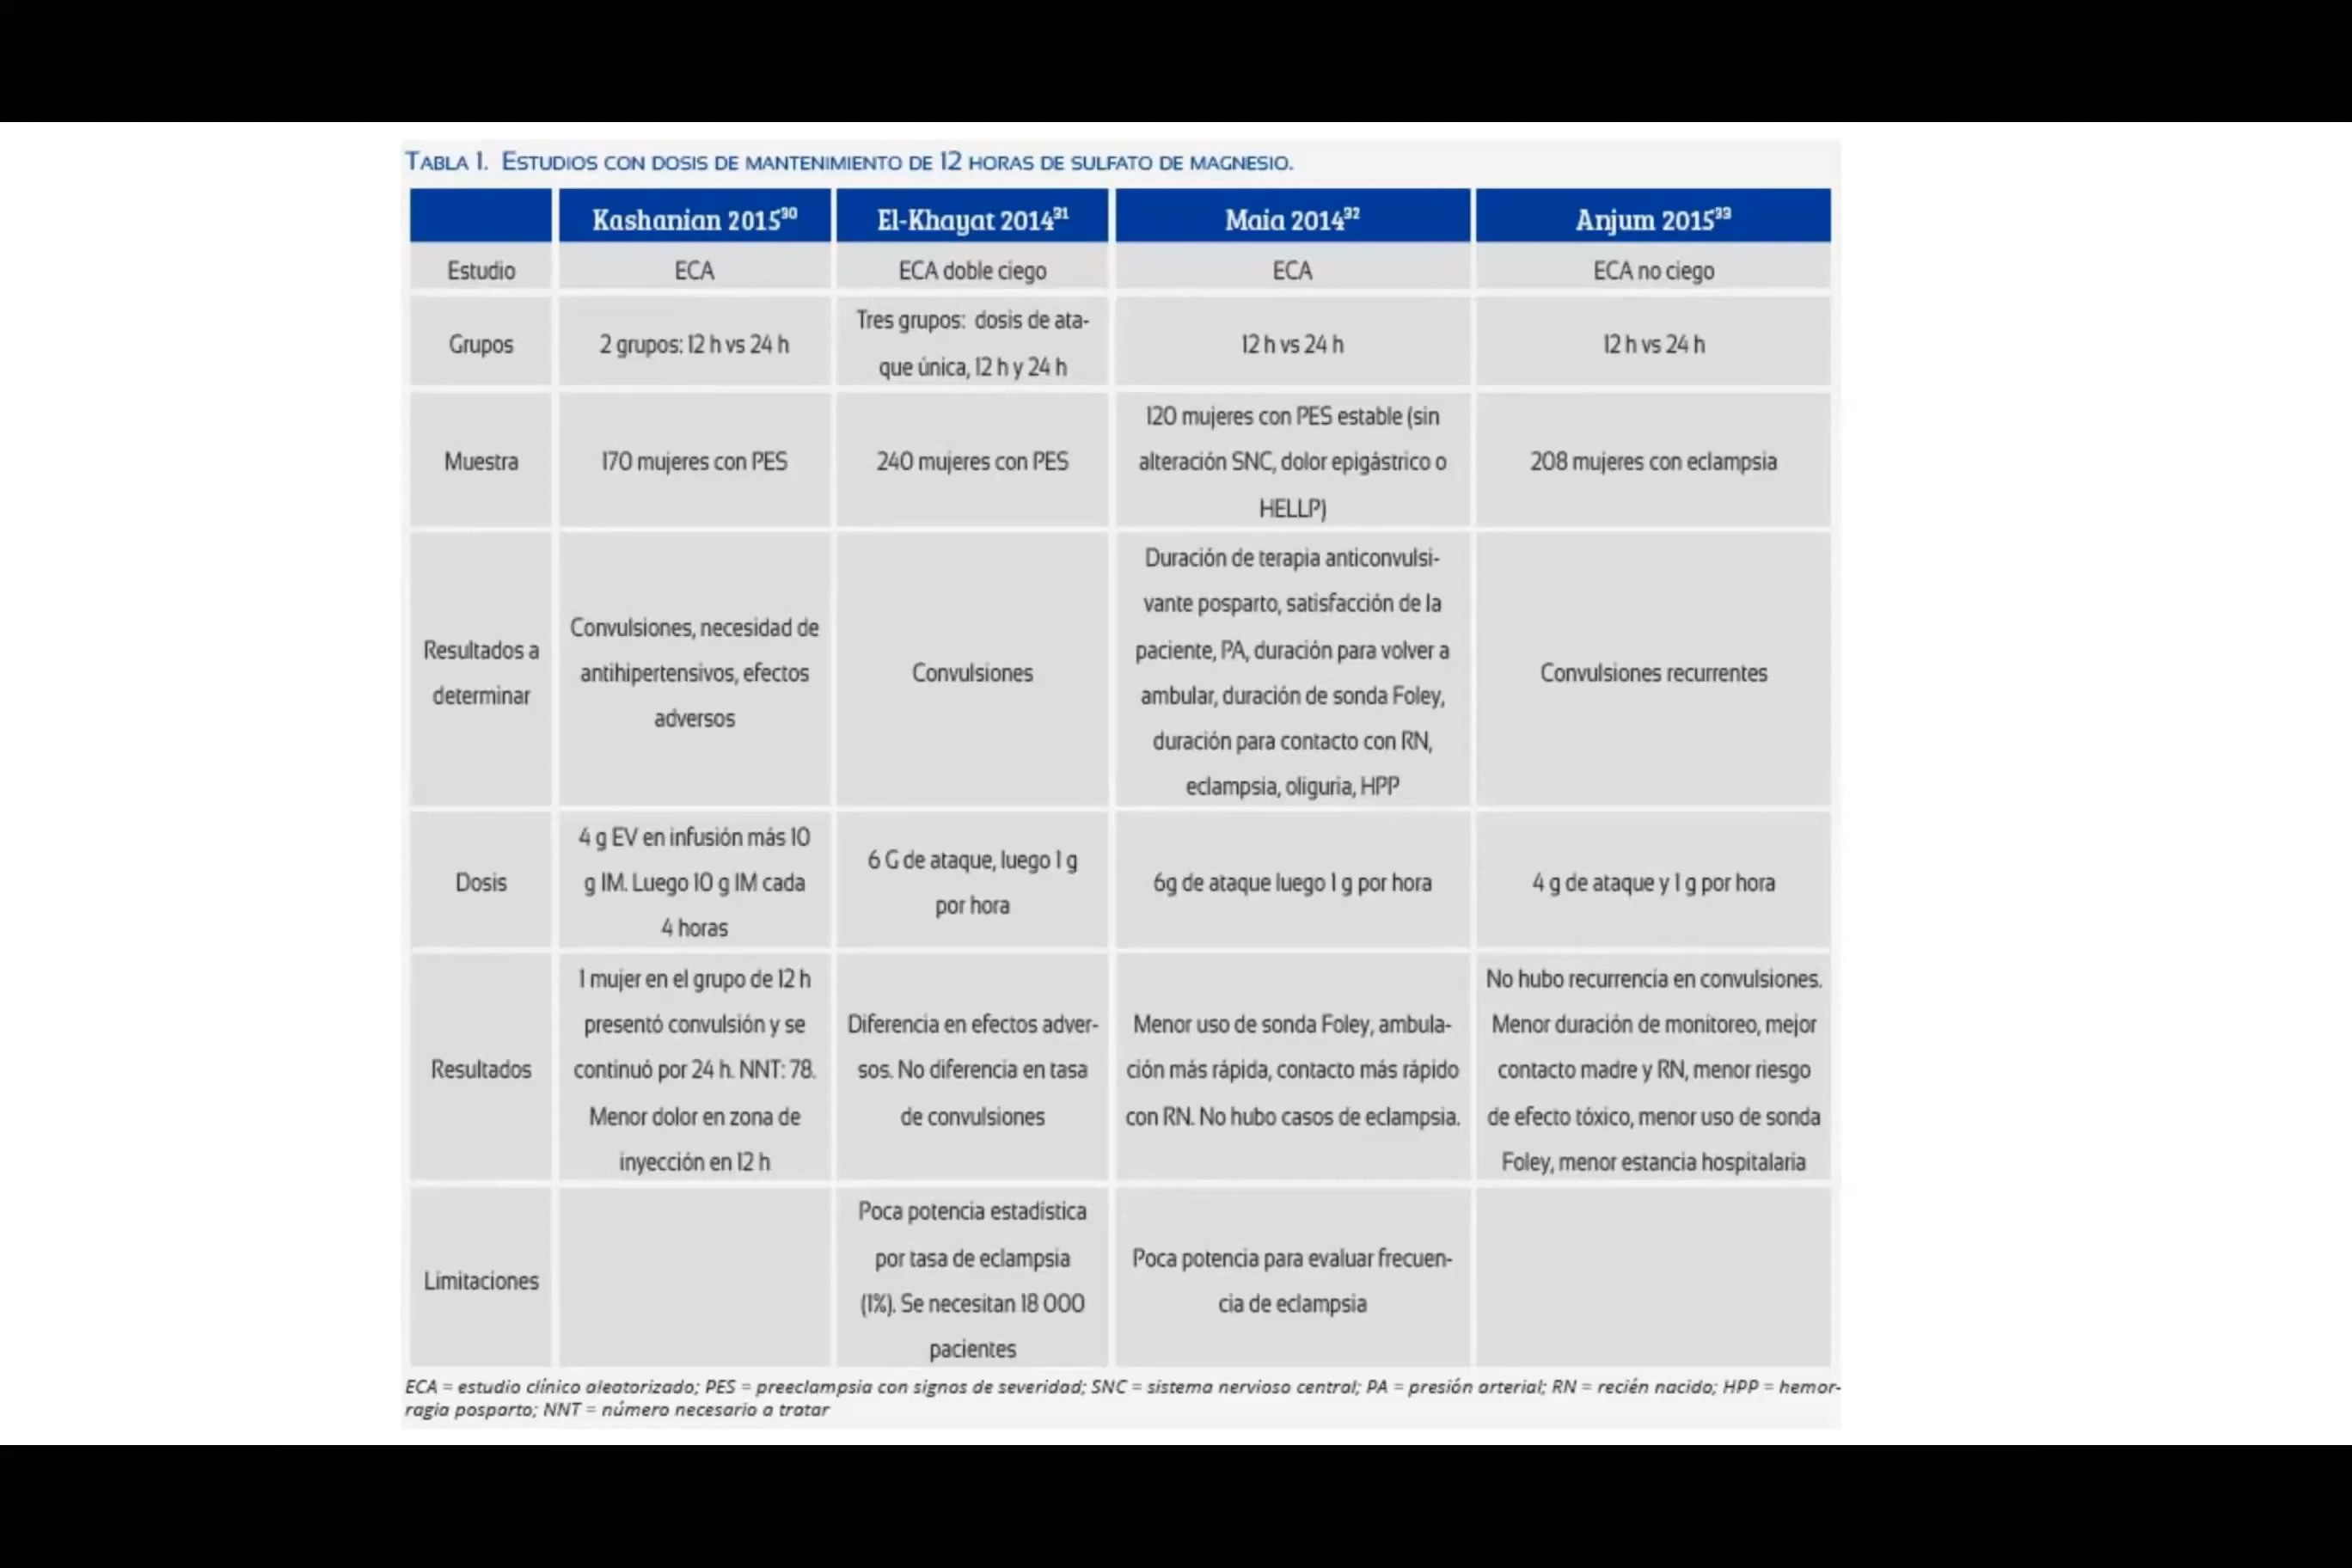 TABLA 1. ESTUDIOS CON DOSIS DE MANTENIMIENTO DE 12 HORAS DE SULFATO DE MAGNESIO.
Kashanian 2015³⁰
El-Khayat 2014³¹
Maia 2014³²
Anjum 2015³³
Estudio
ECA
ECA doble ciego
ECA
ECA no ciego
Grupos
2 grupos: 12 h vs 24 h
Tres grupos: dosis de ata-
que única, 12 h y 24 h
12 h vs 24 h
12 h vs 24 h
Muestra
170 mujeres con PES
240 mujeres con PES
120 mujeres con PES estable (sin
alteración SNC, dolor epigástrico o
HELLP)
208 mujeres con eclampsia
Resultados a
determinar
Convulsiones, necesidad de
antihipertensivos, efectos
adversos
Convulsiones
Duración de terapia anticonvulsi-
vante posparto, satisfacción de la
paciente, PA, duración para volver a
ambular, duración de sonda Foley,
duración para contacto con RN,
eclampsia, oliguria, HPP
Convulsiones recurrentes
Dosis
4 g EV en infusión más 10
g IM. Luego 10 g IM cada
4 horas
6 G de ataque, luego 1 g
por hora
6g de ataque luego 1 g por hora
4 g de ataque y 1 g por hora
Resultados
1 mujer en el grupo de 12 h
presentó convulsión y se
continuó por 24 h. NNT: 78.
Menor dolor en zona de
inyección en 12 h
Diferencia en efectos adver-
sos. No diferencia en tasa
de convulsiones
Menor uso de sonda Foley, ambula-
ción más rápida, contacto más rápido
con RN. No hubo casos de eclampsia.
No hubo recurrencia en convulsiones.
Menor duración de monitoreo, mejor
contacto madre y RN, menor riesgo
de efecto tóxico, menor uso de sonda
Foley, menor estancia hospitalaria
Limitaciones
Poca potencia estadística
por tasa de eclampsia
(1%). Se necesitan 18 000
pacientes
Poca potencia para evaluar frecuen-
cia de eclampsia
ECA = estudio clínico aleatorizado; PES = preeclampsia con signos de severidad; SNC = sistema nervioso central; PA = presión arterial; RN = recién nacido; HPP = hemor-
ragia posparto; NNT = número necesario a tratar